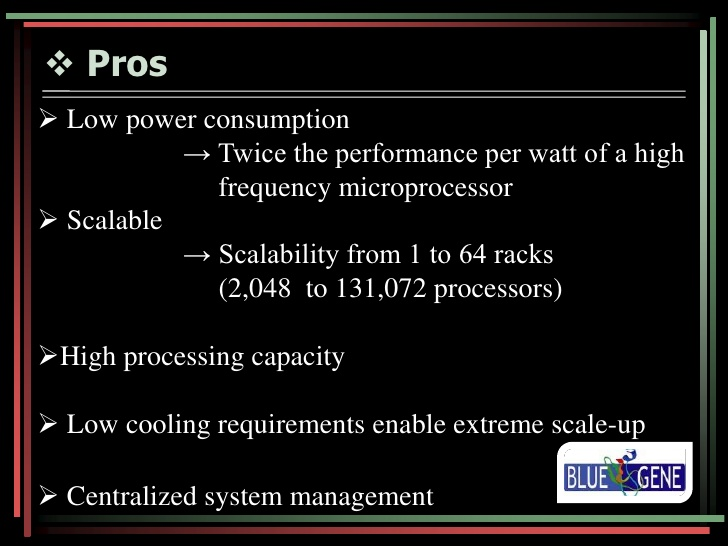 ❖ Pros
➢ Low power consumption
→ Twice the performance per watt of a high
frequency microprocessor
➢ Scalable
→ Scalability from 1 to 64 racks
(2,048 to 131,072 processors)
➢High processing capacity
➢ Low cooling requirements enable extreme scale-up
BLUE GENE
➢ Centralized system management